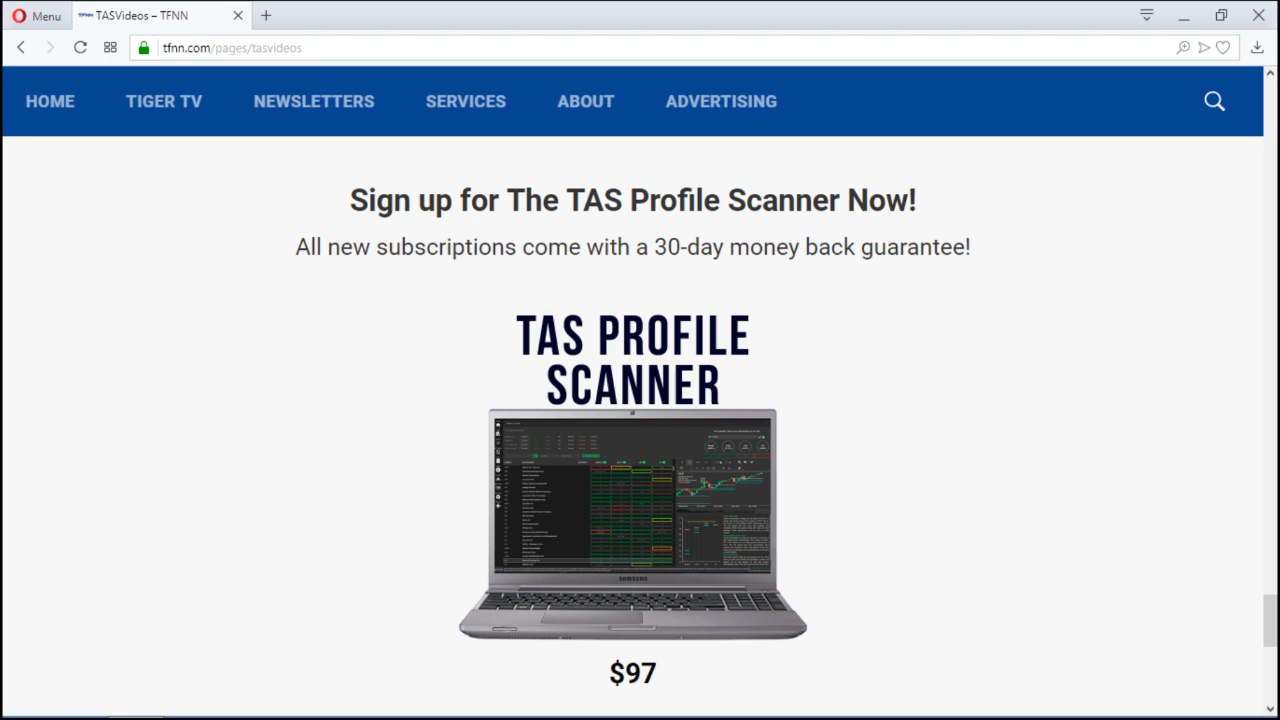 Menu
TFNN TASVideos – TFNN
tfnn.com/pages/tasvideos
HOME TIGER TV NEWSLETTERS SERVICES ABOUT ADVERTISING
Sign up for The TAS Profile Scanner Now!
All new subscriptions come with a 30-day money back guarantee!
TAS PROFILE
SCANNER
SAMSUNG
$97